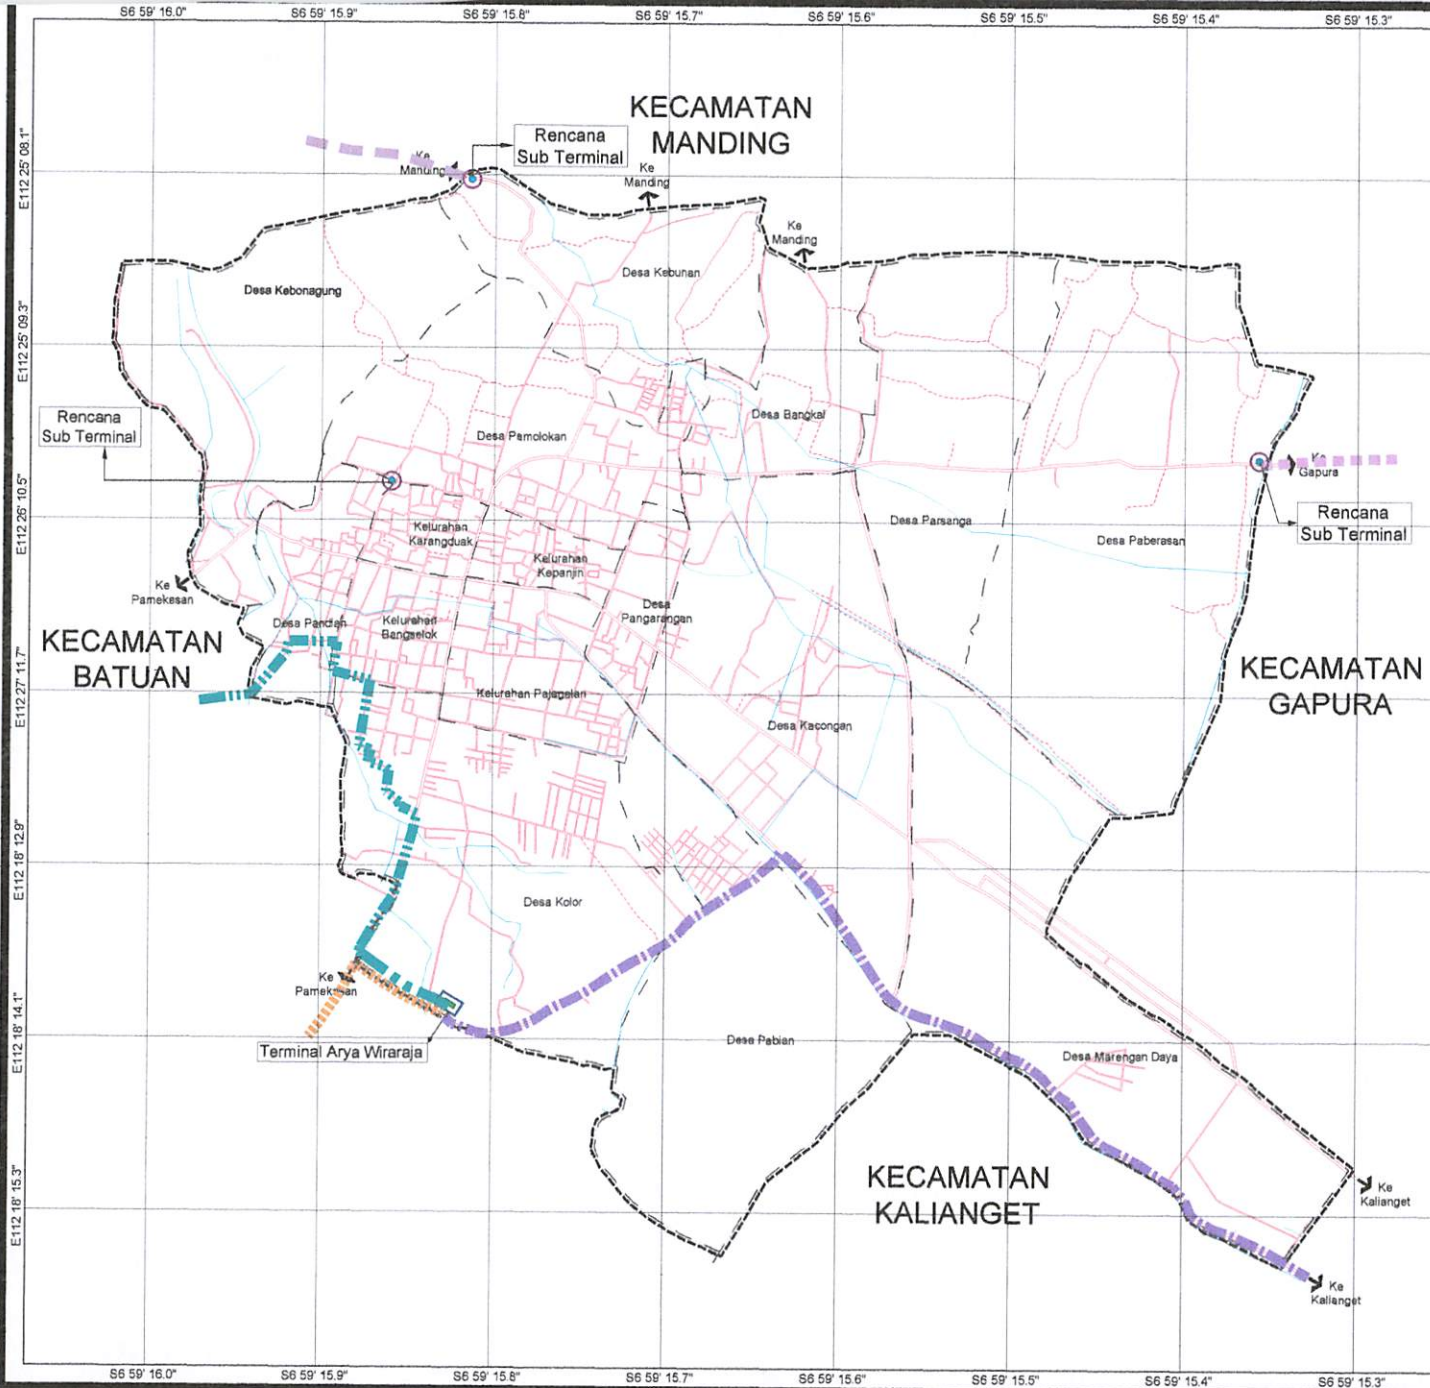 S6 59' 16.0"
S6 59' 15.9"
S6 59' 15.8"
S6 59' 15.7"
S6 59' 15.6"
S6 59' 15.5"
S6 59' 15.4"
S6 59' 15.3"
E112 25' 08.1"
E112 25' 09.3"
E112 26' 10.5"
E112 27' 11.7"
E112 18' 12.9"
E112 18' 14.1"
E112 18' 15.3"
KECAMATAN
MANDING
Rencana
Sub Terminal
Ke
Manding
Ke
Manding
Ke
Manding
Desa Kebunan
Desa Kebonagung
Rencana
Sub Terminal
Desa Bangkal
Desa Pamolokan
Ke
Gapura
Rencana
Sub Terminal
Kelurahan
Karangduak
Desa Parsanga
Desa Paberasan
Kelurahan
Kepanjin
Ke
Pamekasan
Desa Pandian
Kelurahan
Bangselok
Desa
Pangarangan
KECAMATAN
BATUAN
KECAMATAN
GAPURA
Kelurahan Pajagalan
Desa Kacongan
Desa Kolor
Ke
Pamekasan
Terminal Arya Wiraraja
Desa Pabian
Desa Marengan Daya
KECAMATAN
KALIANGET
Ke
Kalianget
Ke
Kalianget
S6 59' 16.0"
S6 59' 15.9"
S6 59' 15.8"
S6 59' 15.7"
S6 59' 15.6"
S6 59' 15.5"
S6 59' 15.4"
S6 59' 15.3"